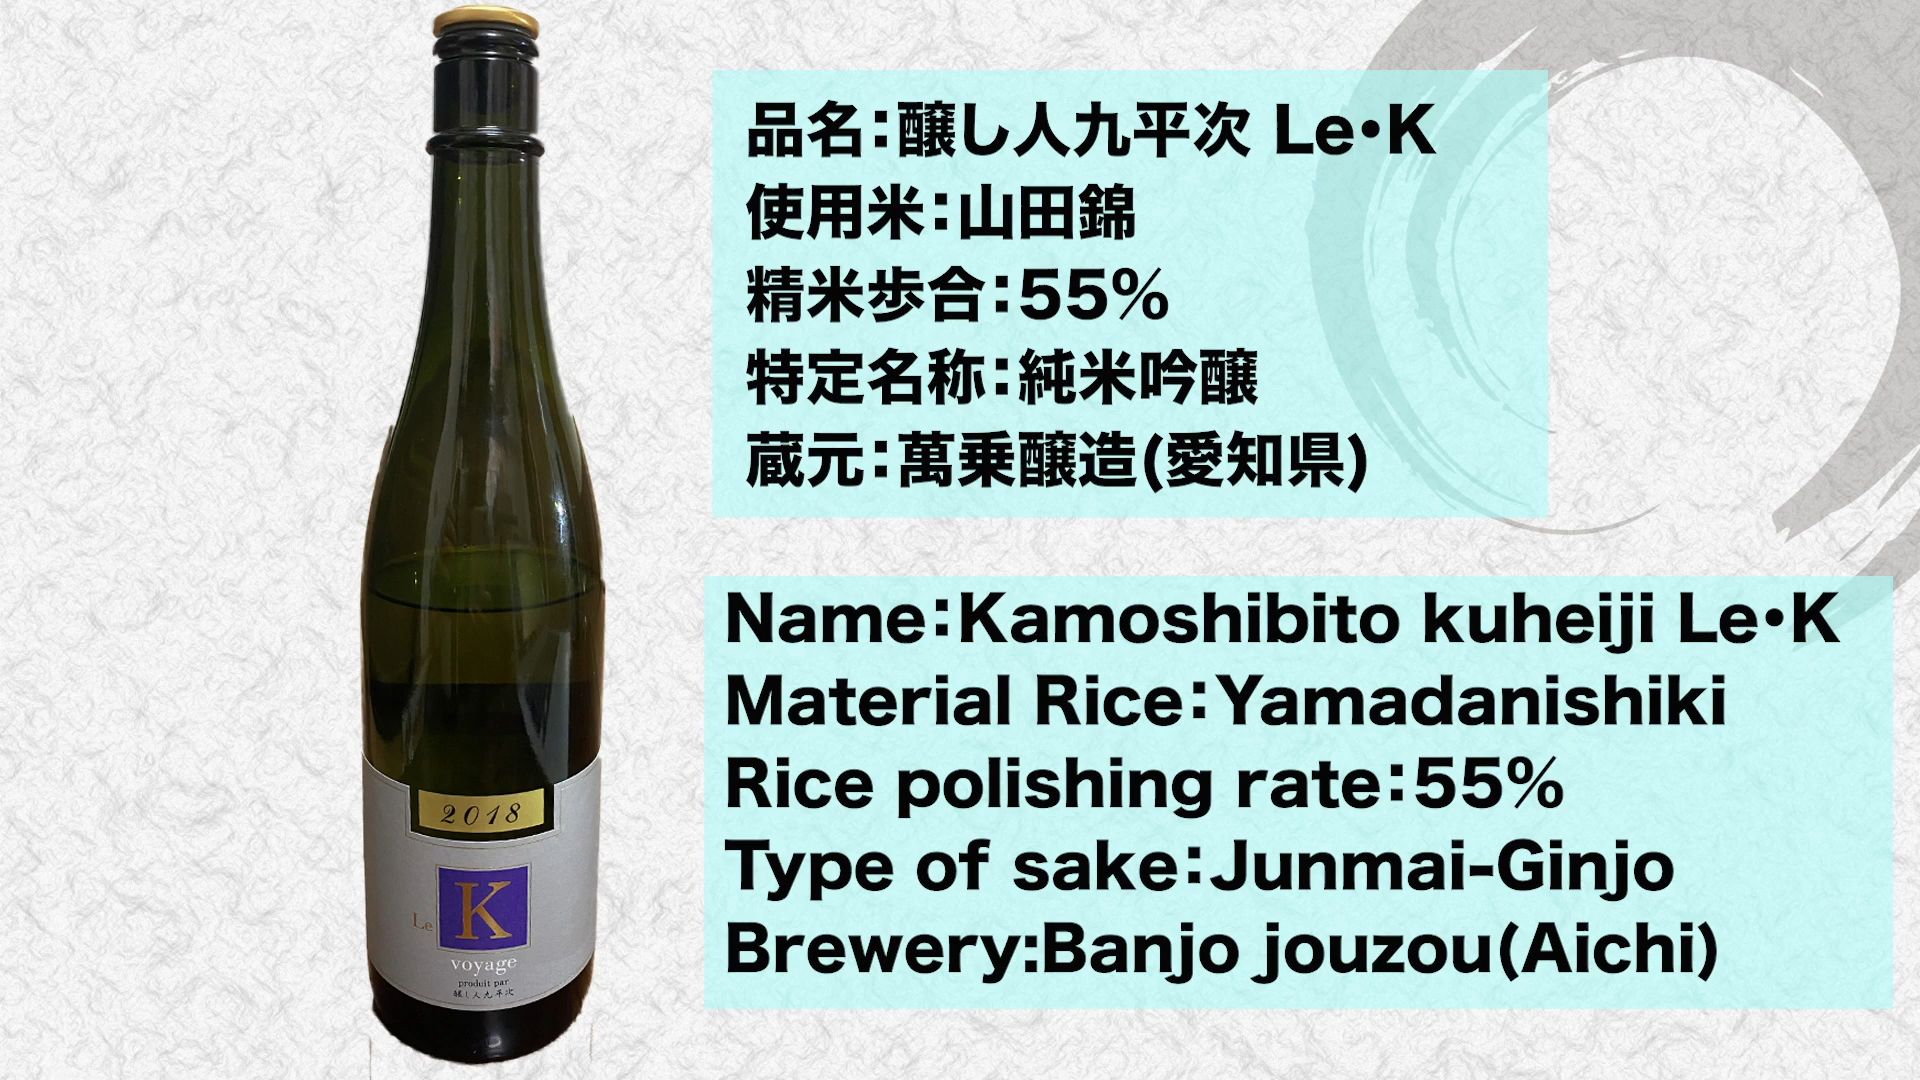 品名：醸し人九平次 Le・K
使用米：山田錦
精米歩合：55%
特定名称：純米吟醸
蔵元：萬乗醸造(愛知県)
Name：Kamoshibito kuheiji Le・K
Material Rice：Yamadanishiki
Rice polishing rate：55%
Type of sake：Junmai-Ginjo
Brewery:Banjo jouzou(Aichi)
2018
Le K
voyage
produit par
醸し人九平次